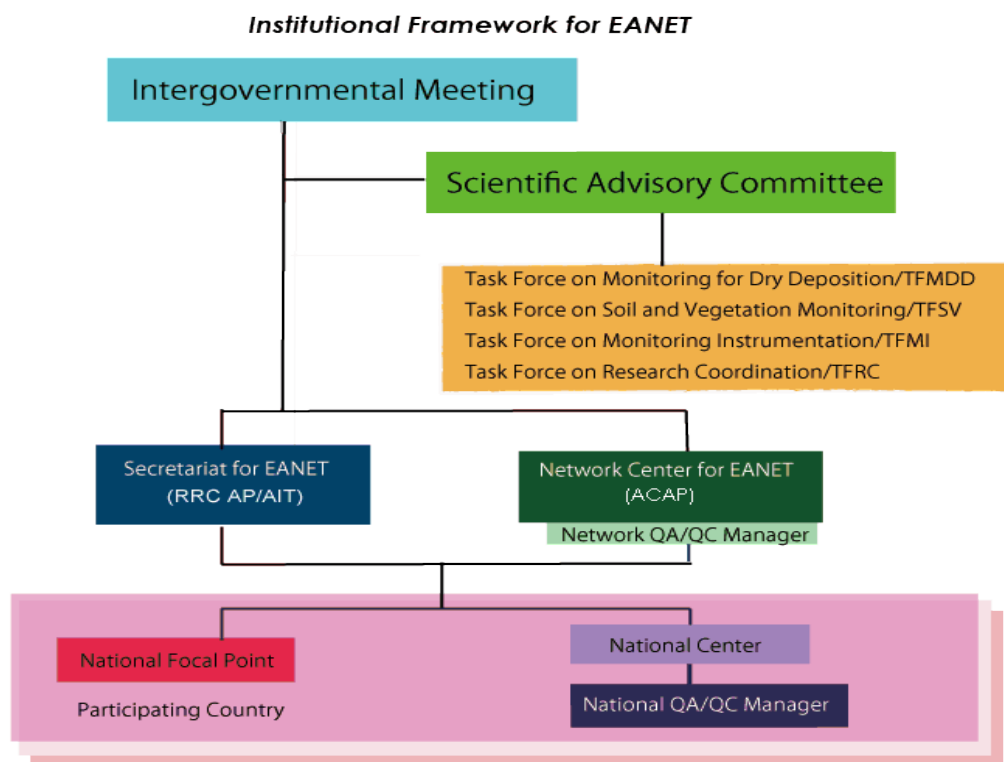 Institutional Framework for EANET
Intergovernmental Meeting
Scientific Advisory Committee
Task Force on Monitoring for Dry Deposition/TFMDD
Task Force on Soil and Vegetation Monitoring/TFSV
Task Force on Monitoring Instrumentation/TFMI
Task Force on Research Coordination/TFRC
Secretariat for EANET
(RRC AP/AIT)
Network Center for EANET
(ACAP)
Network QA/QC Manager
National Focal Point
Participating Country
National Center
National QA/QC Manager